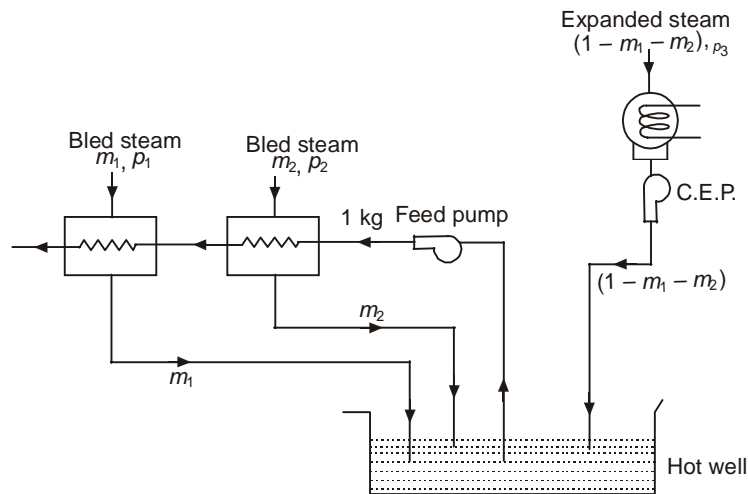 Expanded steam
(1 – m₁ – m₂), p₃
Bled steam
m₁, p₁
Bled steam
m₂, p₂
C.E.P.
1 kg
Feed pump
(1 – m₁ – m₂)
m₂
m₁
Hot well